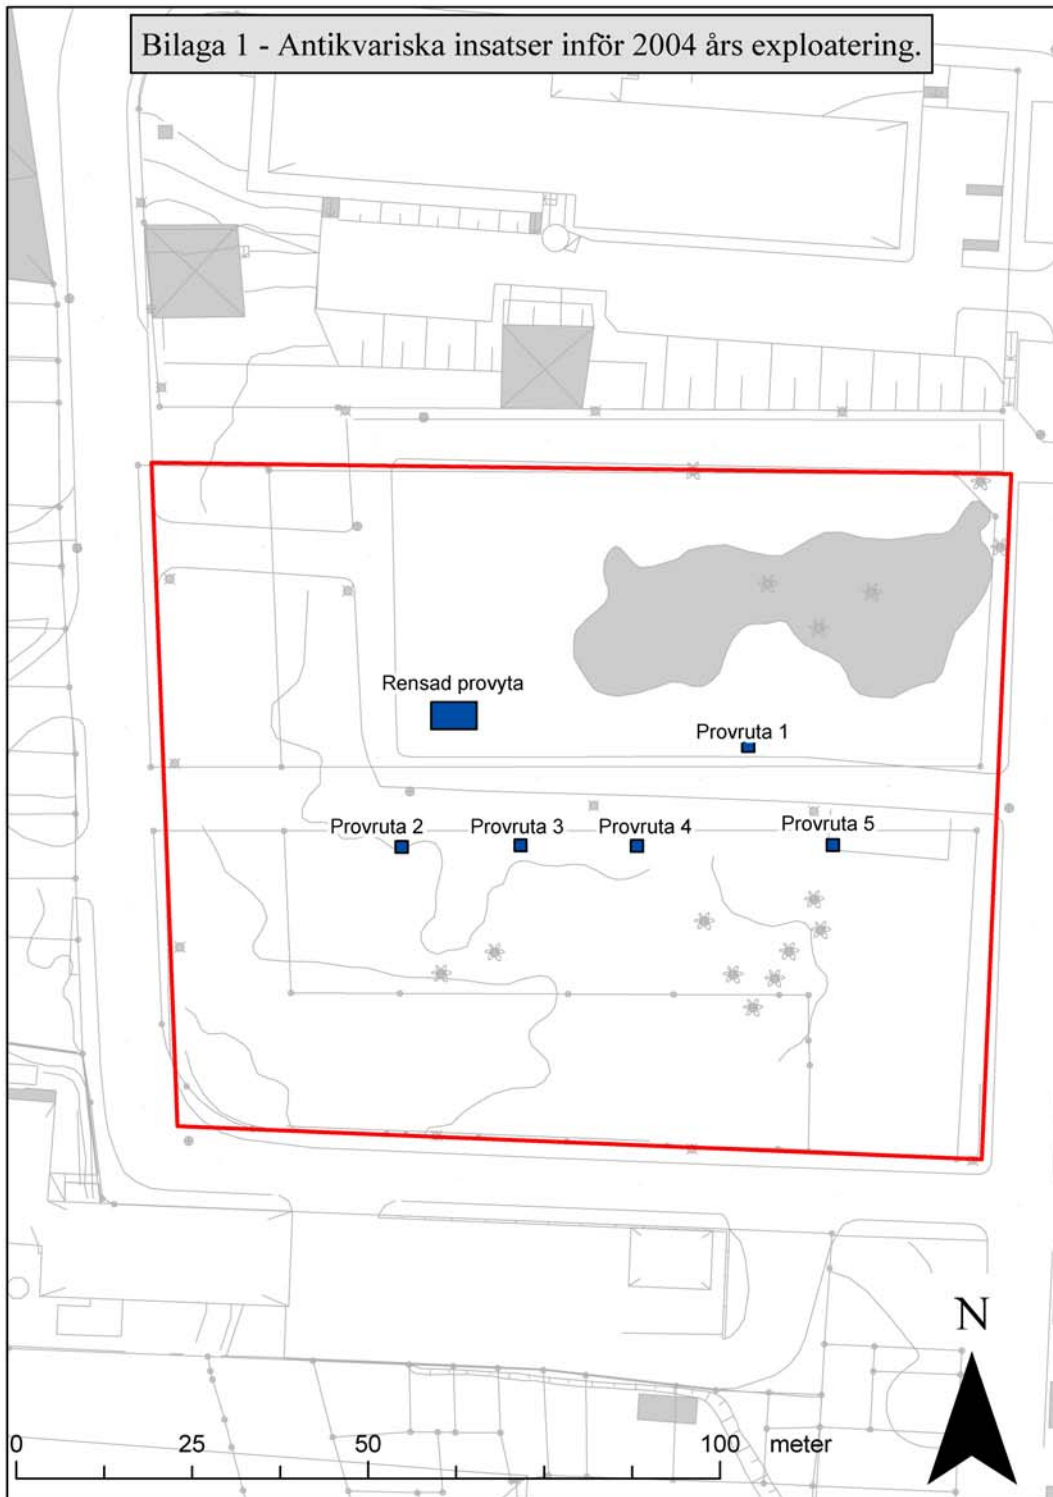 Bilaga 1 - Antikvariska insatser inför 2004 års exploatering.
Rensad provyta
Provruta 1
Provruta 2
Provruta 3
Provruta 4
Provruta 5
N
0 25 50 100 meter